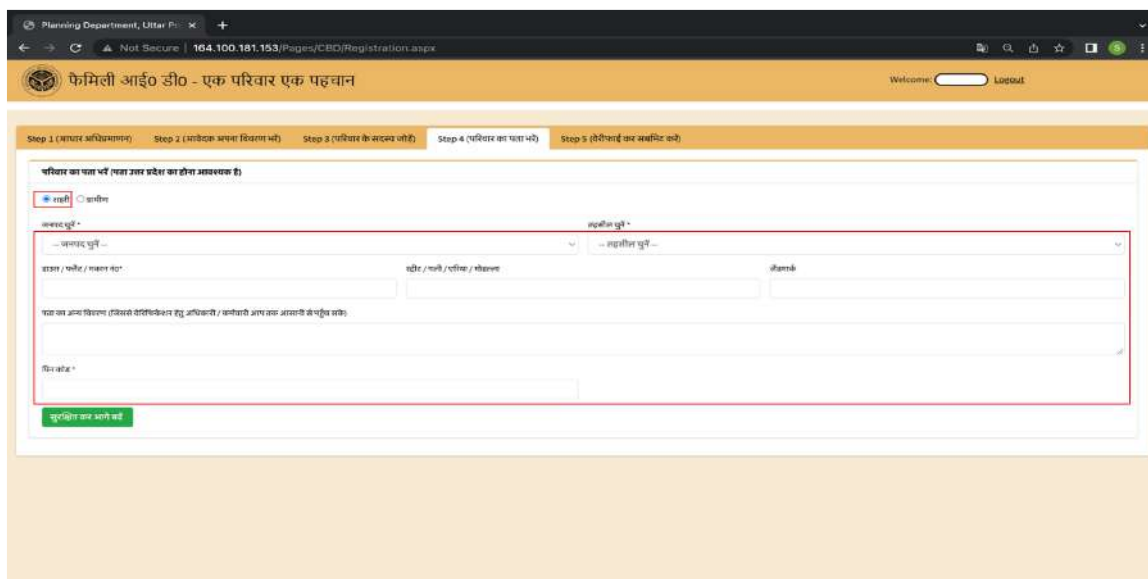 Planning Department, Uttar Pr
Not Secure | 164.100.181.153/Pages/CBD/Registration.aspx
फेमिली आई० डी० - एक परिवार एक पहचान
Welcome: Logout
Step 1 (आधार अभिप्रमाणन) Step 2 (आवेदक अपना विवरण भरें) Step 3 (परिवार के सदस्य जोड़ें) Step 4 (परिवार का पता भरें) Step 5 (वेरीफाई कर सबमिट करें)
परिवार का पता भरें (पता उत्तर प्रदेश का होना आवश्यक है)
शहरी ग्रामीण
जनपद चुनें * तहसील चुनें *
-- जनपद चुनें -- -- तहसील चुनें --
हाउस / फ्लैट / मकान नं०* स्ट्रीट / गली / एरिया / मोहल्ला लैंडमार्क
पता का अन्य विवरण (जिससे वेरिफिकेशन हेतु अधिकारी / कर्मचारी आप तक आसानी से पहुँच सकें)
पिन कोड *
सुरक्षित कर आगे बढ़ें